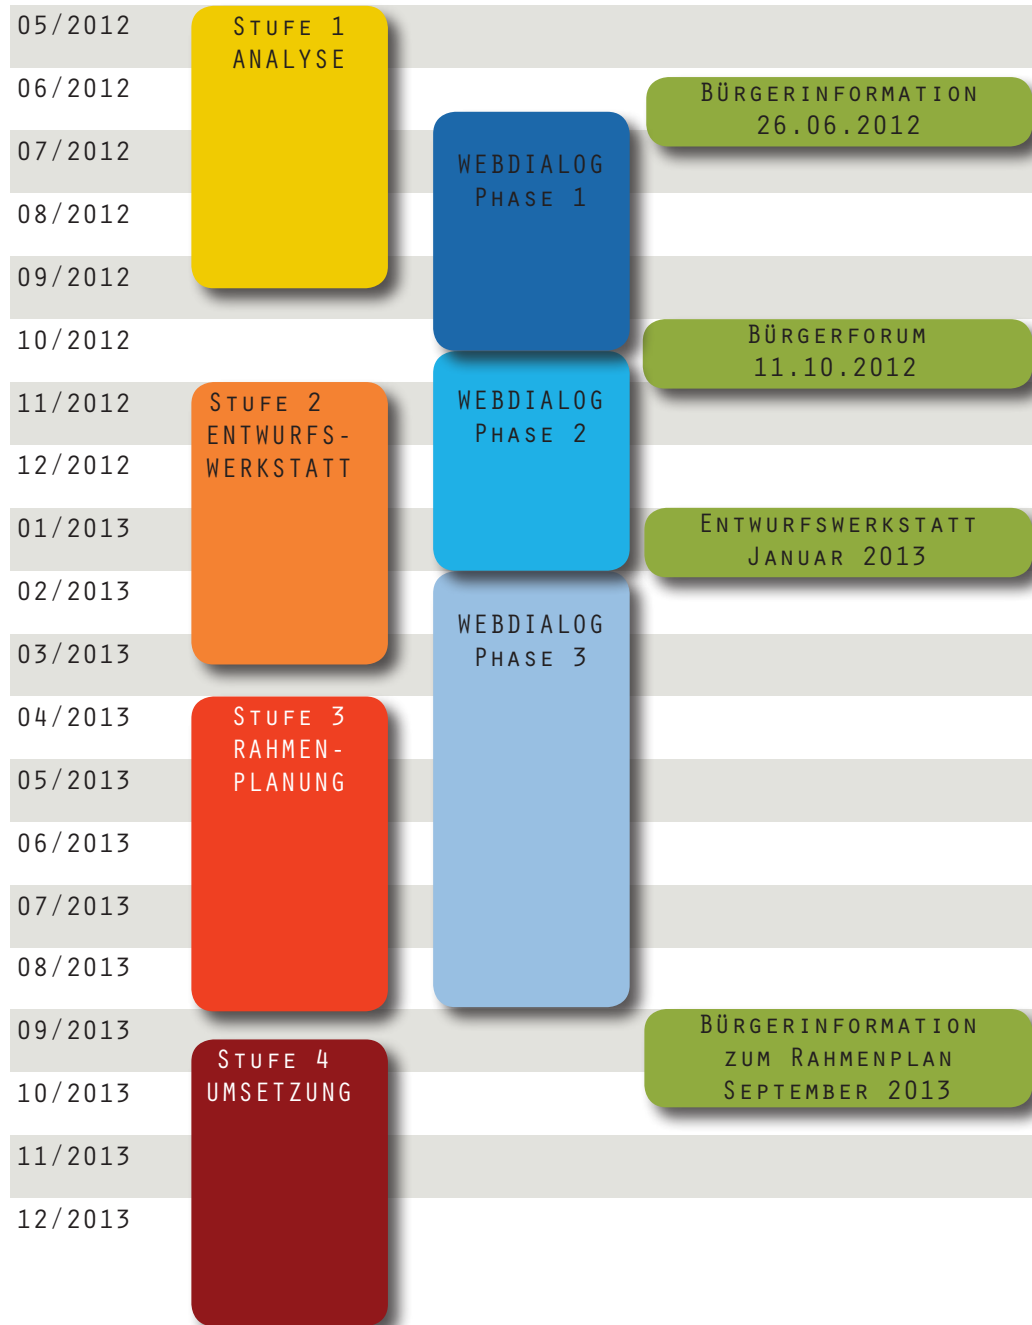 05/2012
06/2012
07/2012
08/2012
09/2012
10/2012
11/2012
12/2012
01/2013
02/2013
03/2013
04/2013
05/2013
06/2013
07/2013
08/2013
09/2013
10/2013
11/2013
12/2013
Stufe 1
ANALYSE
Stufe 2
ENTWURFS-
WERKSTATT
Stufe 3
RAHMEN-
PLANUNG
Stufe 4
UMSETZUNG
WEBDIALOG
Phase 1
WEBDIALOG
Phase 2
WEBDIALOG
Phase 3
Bürgerinformation
26.06.2012
Bürgerforum
11.10.2012
Entwurfswerkstatt
Januar 2013
Bürgerinformation
zum Rahmenplan
September 2013